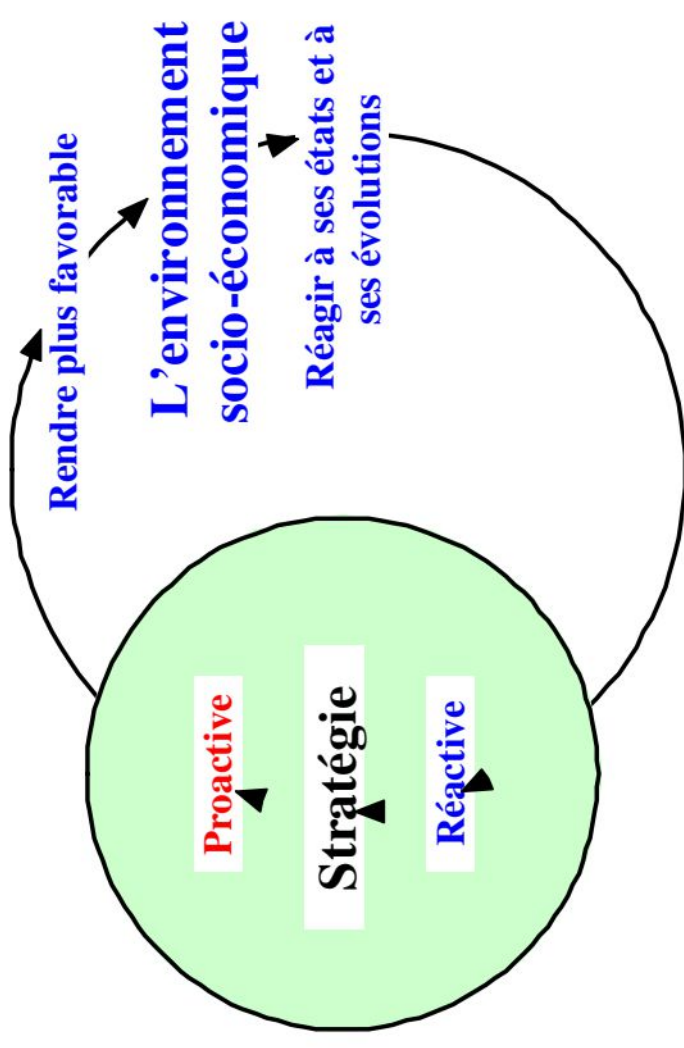 Proactive
Stratégie
Réactive
Rendre plus favorable
L’environnement
socio-économique
Réagir à ses états et à
ses évolutions